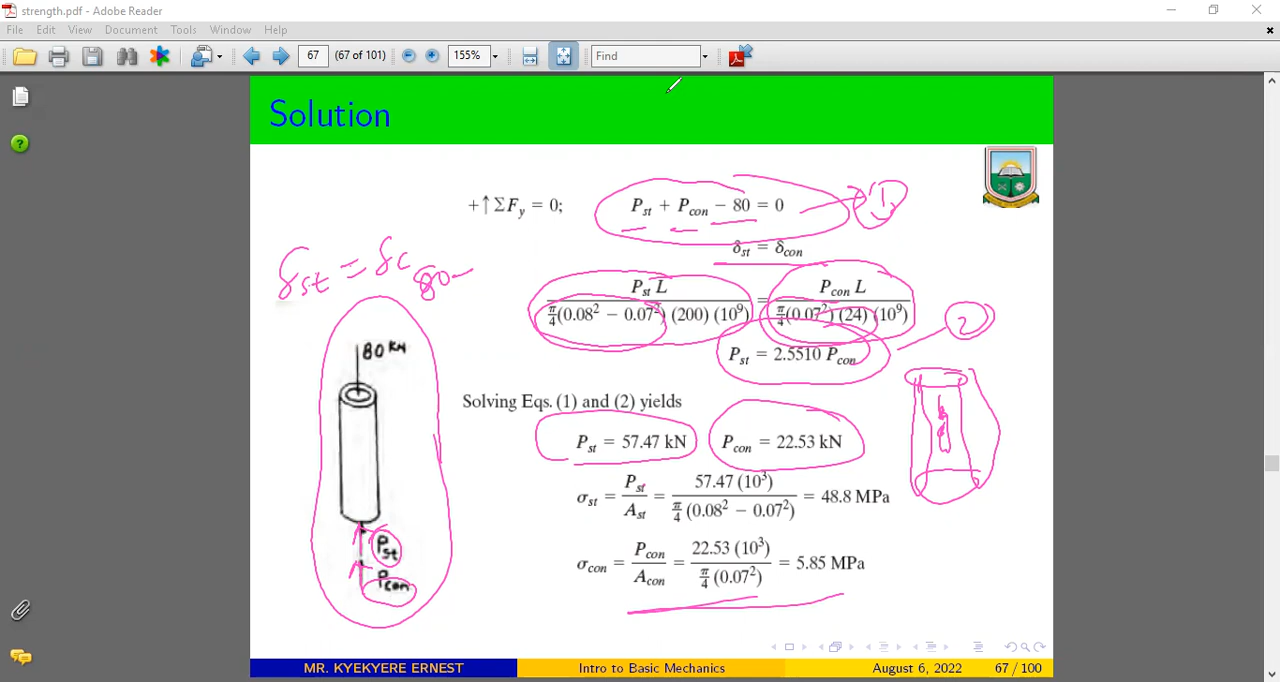 strength.pdf - Adobe Reader
File Edit View Document Tools Window Help
67 (67 of 101) 155% Find
Solution
+↑ΣF_y = 0; P_st + P_con − 80 = 0
1
δ_st = δ_con
δst = δc
80
P_st L / π/4(0.08² − 0.07²) (200) (10⁹) = P_con L / π/4(0.07²) (24) (10⁹)
P_st = 2.5510 P_con
2
80 KN
Solving Eqs. (1) and (2) yields
P_st = 57.47 kN P_con = 22.53 kN
σ_st = P_st / A_st = 57.47 (10³) / π/4 (0.08² − 0.07²) = 48.8 MPa
P_st
σ_con = P_con / A_con = 22.53 (10³) / π/4 (0.07²) = 5.85 MPa
P_con
MR. KYEKYERE ERNEST Intro to Basic Mechanics August 6, 2022 67 / 100